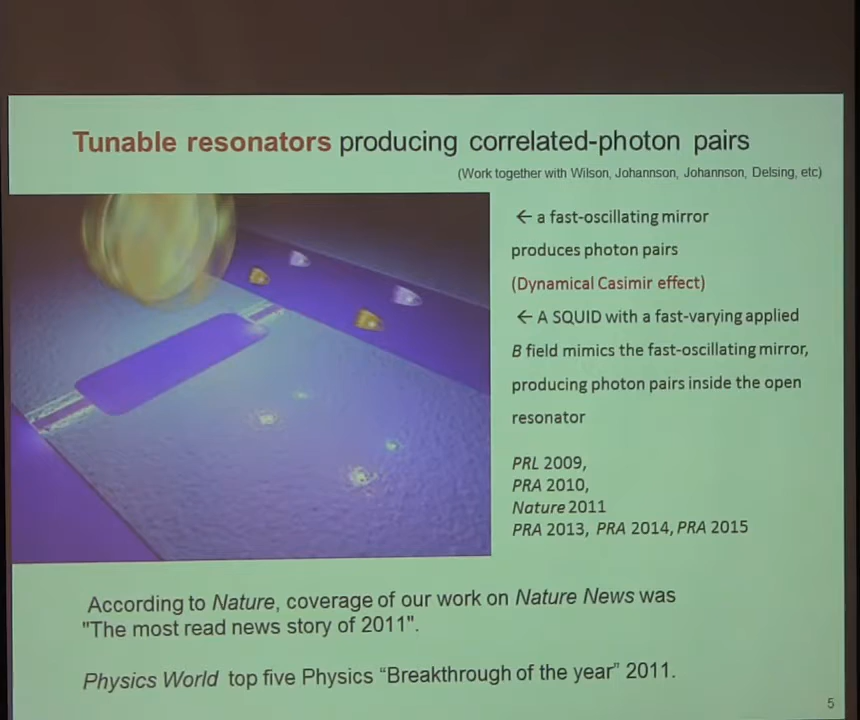 Tunable resonators producing correlated-photon pairs
(Work together with Wilson, Johannson, Johannson, Delsing, etc)
← a fast-oscillating mirror
produces photon pairs
(Dynamical Casimir effect)
← A SQUID with a fast-varying applied
B field mimics the fast-oscillating mirror,
producing photon pairs inside the open
resonator
PRL 2009,
PRA 2010,
Nature 2011
PRA 2013, PRA 2014, PRA 2015
According to Nature, coverage of our work on Nature News was
"The most read news story of 2011".
Physics World top five Physics “Breakthrough of the year” 2011.
5